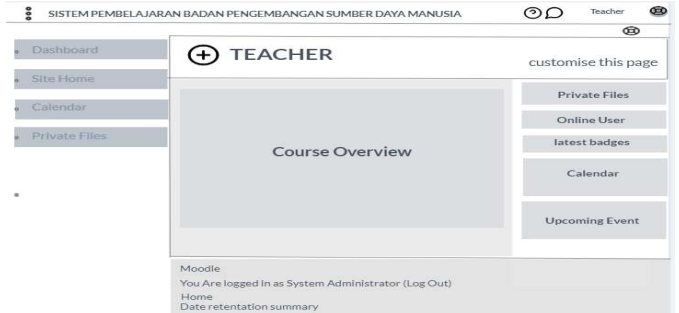 SISTEM PEMBELAJARAN BADAN PENGEMBANGAN SUMBER DAYA MANUSIA
Teacher
Dashboard
Site Home
Calendar
Private Files
TEACHER
customise this page
Course Overview
Private Files
Online User
latest badges
Calendar
Upcoming Event
Moodle
You Are logged in as System Administrator (Log Out)
Home
Date retentation summary